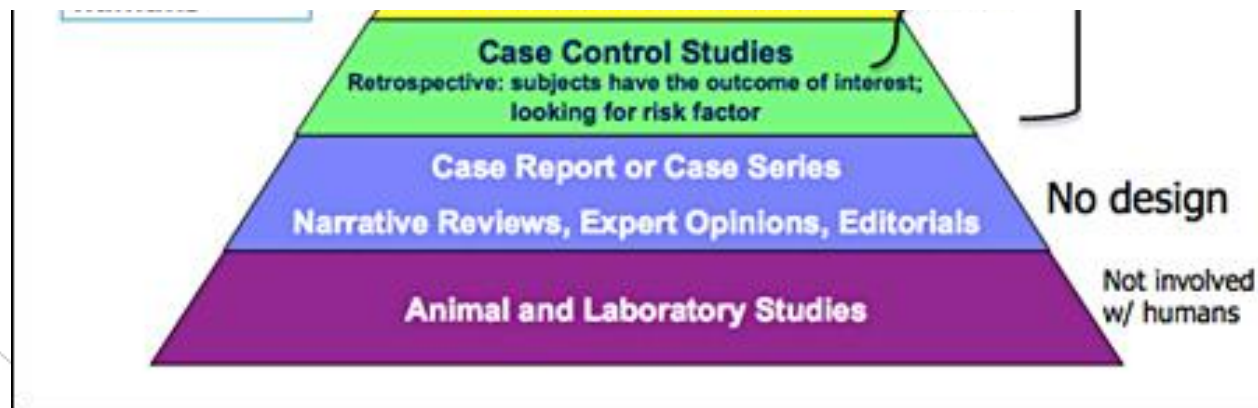 Case Control Studies
Retrospective: subjects have the outcome of interest;
looking for risk factor
Case Report or Case Series
Narrative Reviews, Expert Opinions, Editorials
No design
Animal and Laboratory Studies
Not involved
w/ humans